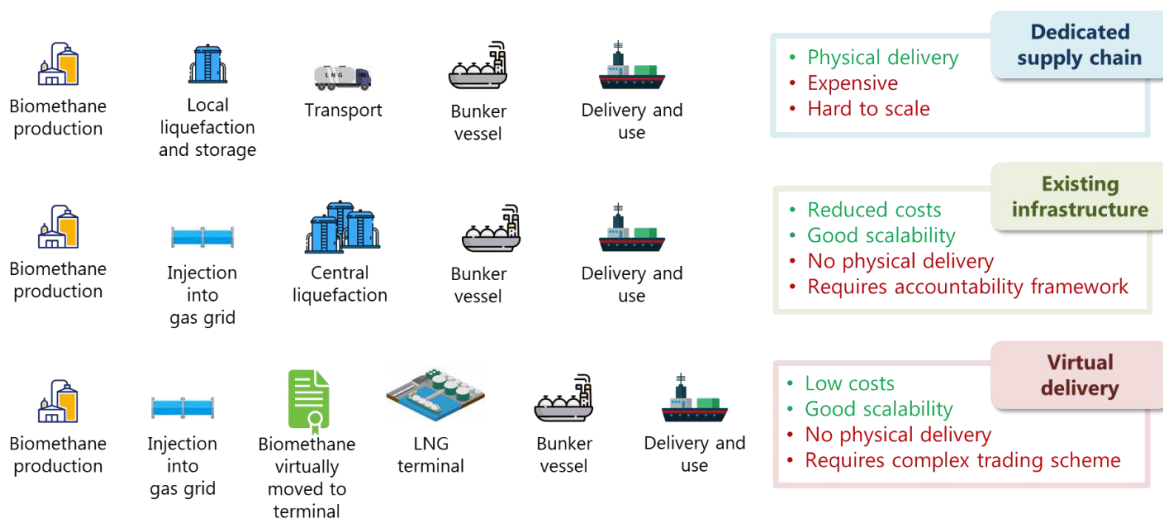 Dedicated
supply chain
• Physical delivery
• Expensive
• Hard to scale
LNG
Biomethane
production
Local
liquefaction
and storage
Transport
Bunker
vessel
Delivery and
use
Existing
infrastructure
• Reduced costs
• Good scalability
• No physical delivery
• Requires accountability framework
Biomethane
production
Injection
into
gas grid
Central
liquefaction
Bunker
vessel
Delivery and
use
Virtual
delivery
• Low costs
• Good scalability
• No physical delivery
• Requires complex trading scheme
Biomethane
production
Injection
into
gas grid
Biomethane
virtually
moved to
terminal
LNG
terminal
Bunker
vessel
Delivery and
use